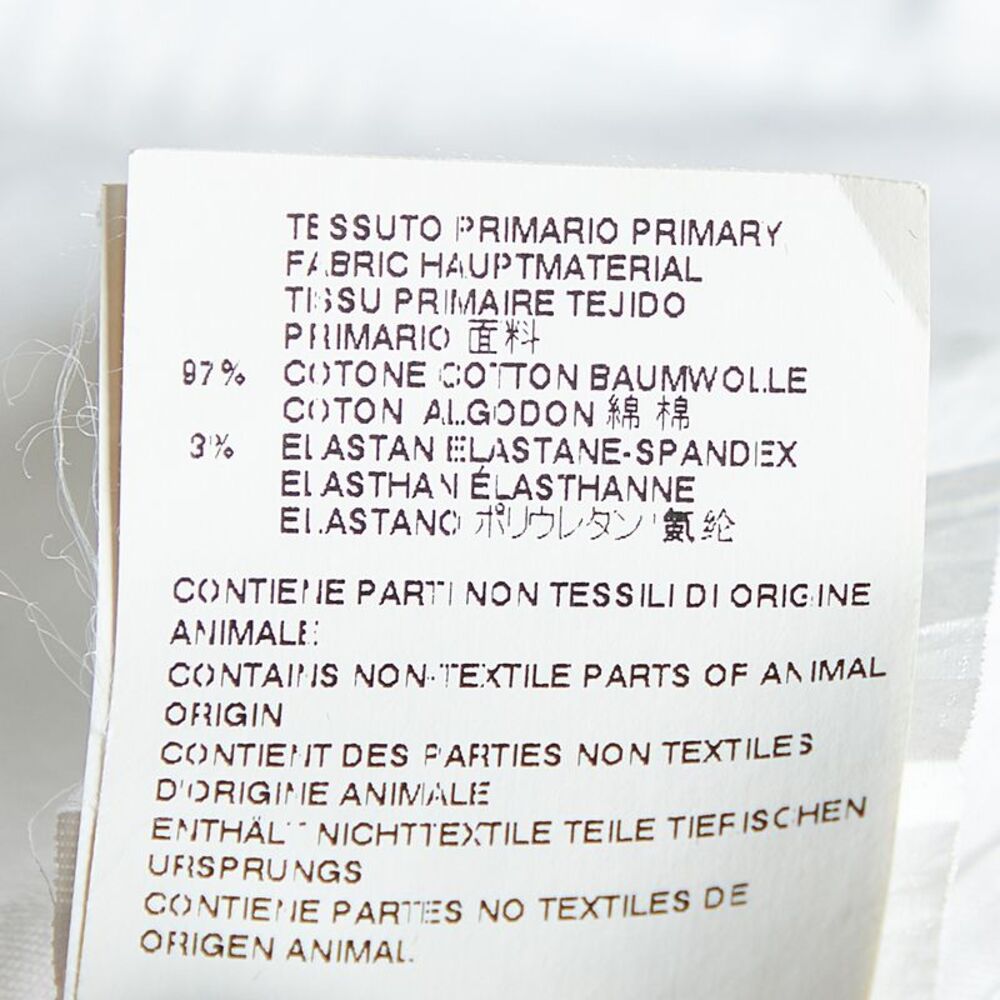 TESSUTO PRIMARIO PRIMARY
FABRIC HAUPTMATERIAL
TISSU PRIMAIRE TEJIDO
PRIMARIO 面料
97% COTONE COTTON BAUMWOLLE
COTON ALGODON 綿 棉
3% ELASTAN ELASTANE-SPANDEX
ELASTHAN ÉLASTHANNE
ELASTANO ポリウレタン 氨纶
CONTIENE PARTI NON TESSILI DI ORIGINE
ANIMALE
CONTAINS NON-TEXTILE PARTS OF ANIMAL
ORIGIN
CONTIENT DES PARTIES NON TEXTILES
D'ORIGINE ANIMALE
ENTHÄLT NICHTTEXTILE TEILE TIERISCHEN
URSPRUNGS
CONTIENE PARTES NO TEXTILES DE
ORIGEN ANIMAL